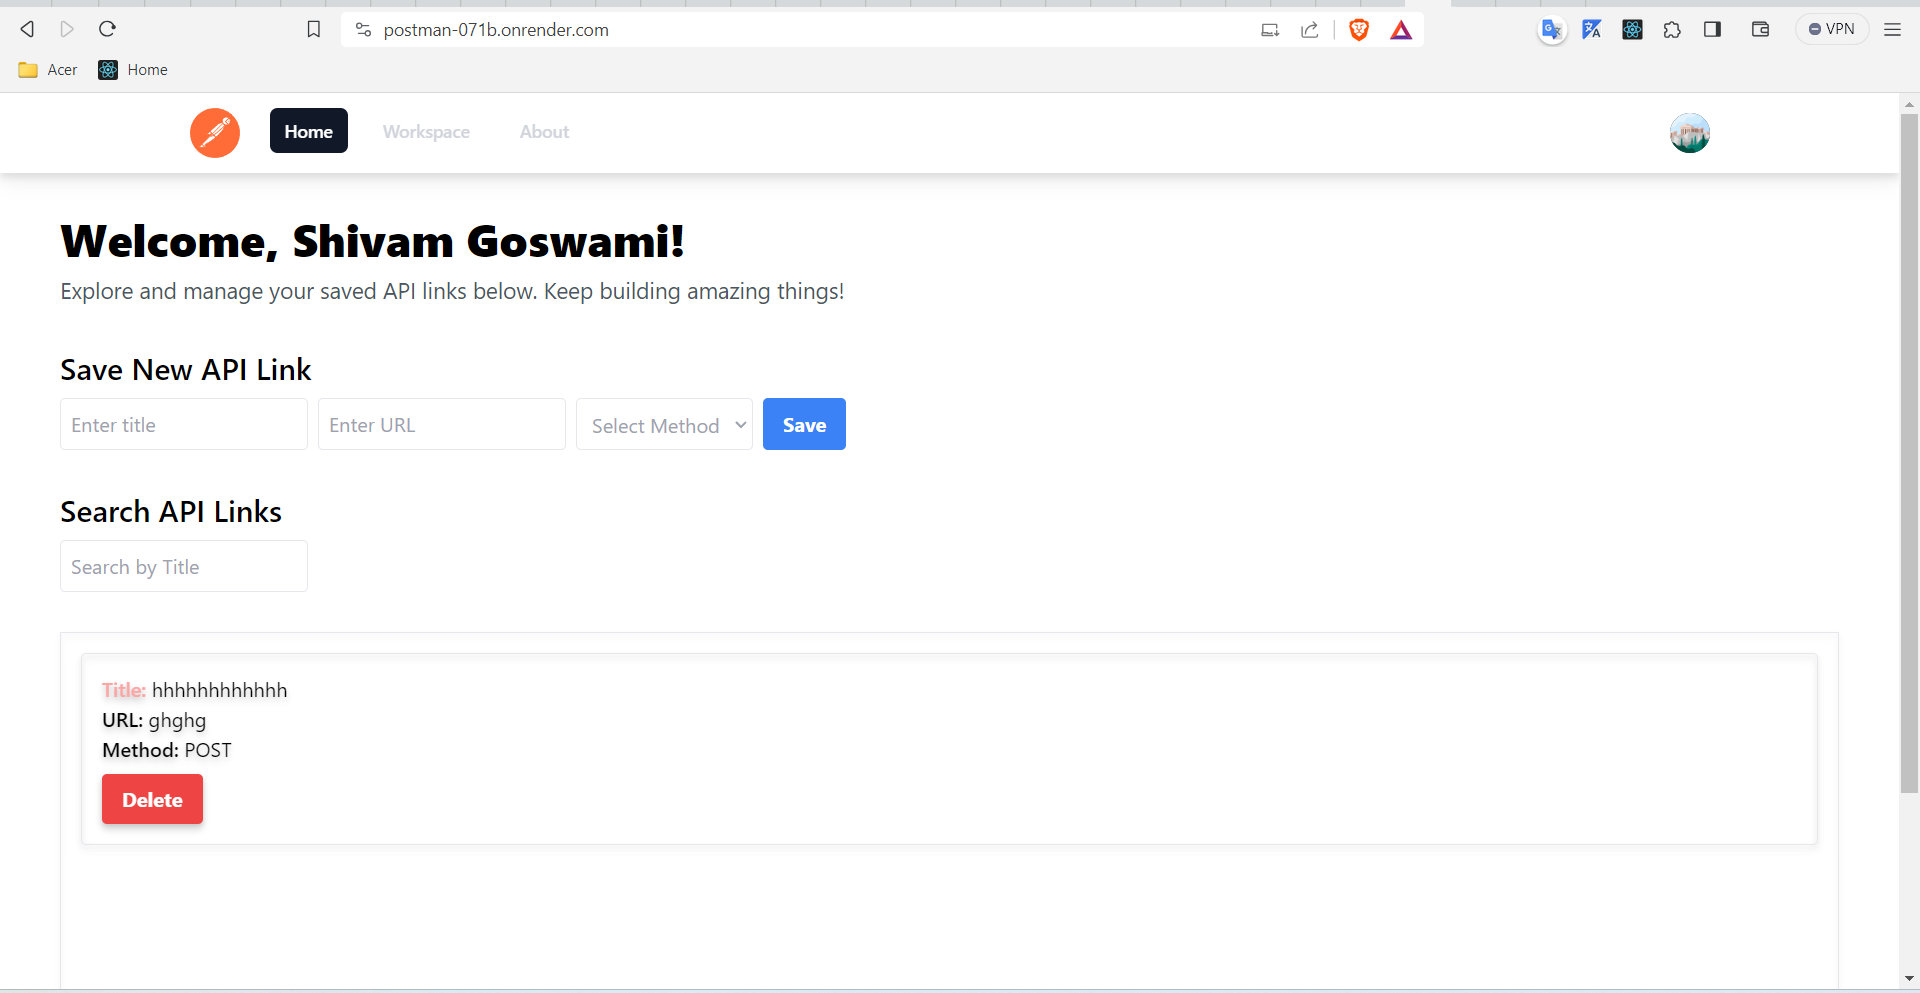 postman-071b.onrender.com
VPN
Acer
Home
Home
Workspace
About
Welcome, Shivam Goswami!
Explore and manage your saved API links below. Keep building amazing things!
Save New API Link
Enter title
Enter URL
Select Method
Save
Search API Links
Search by Title
Title: hhhhhhhhhhhh
URL: ghghg
Method: POST
Delete